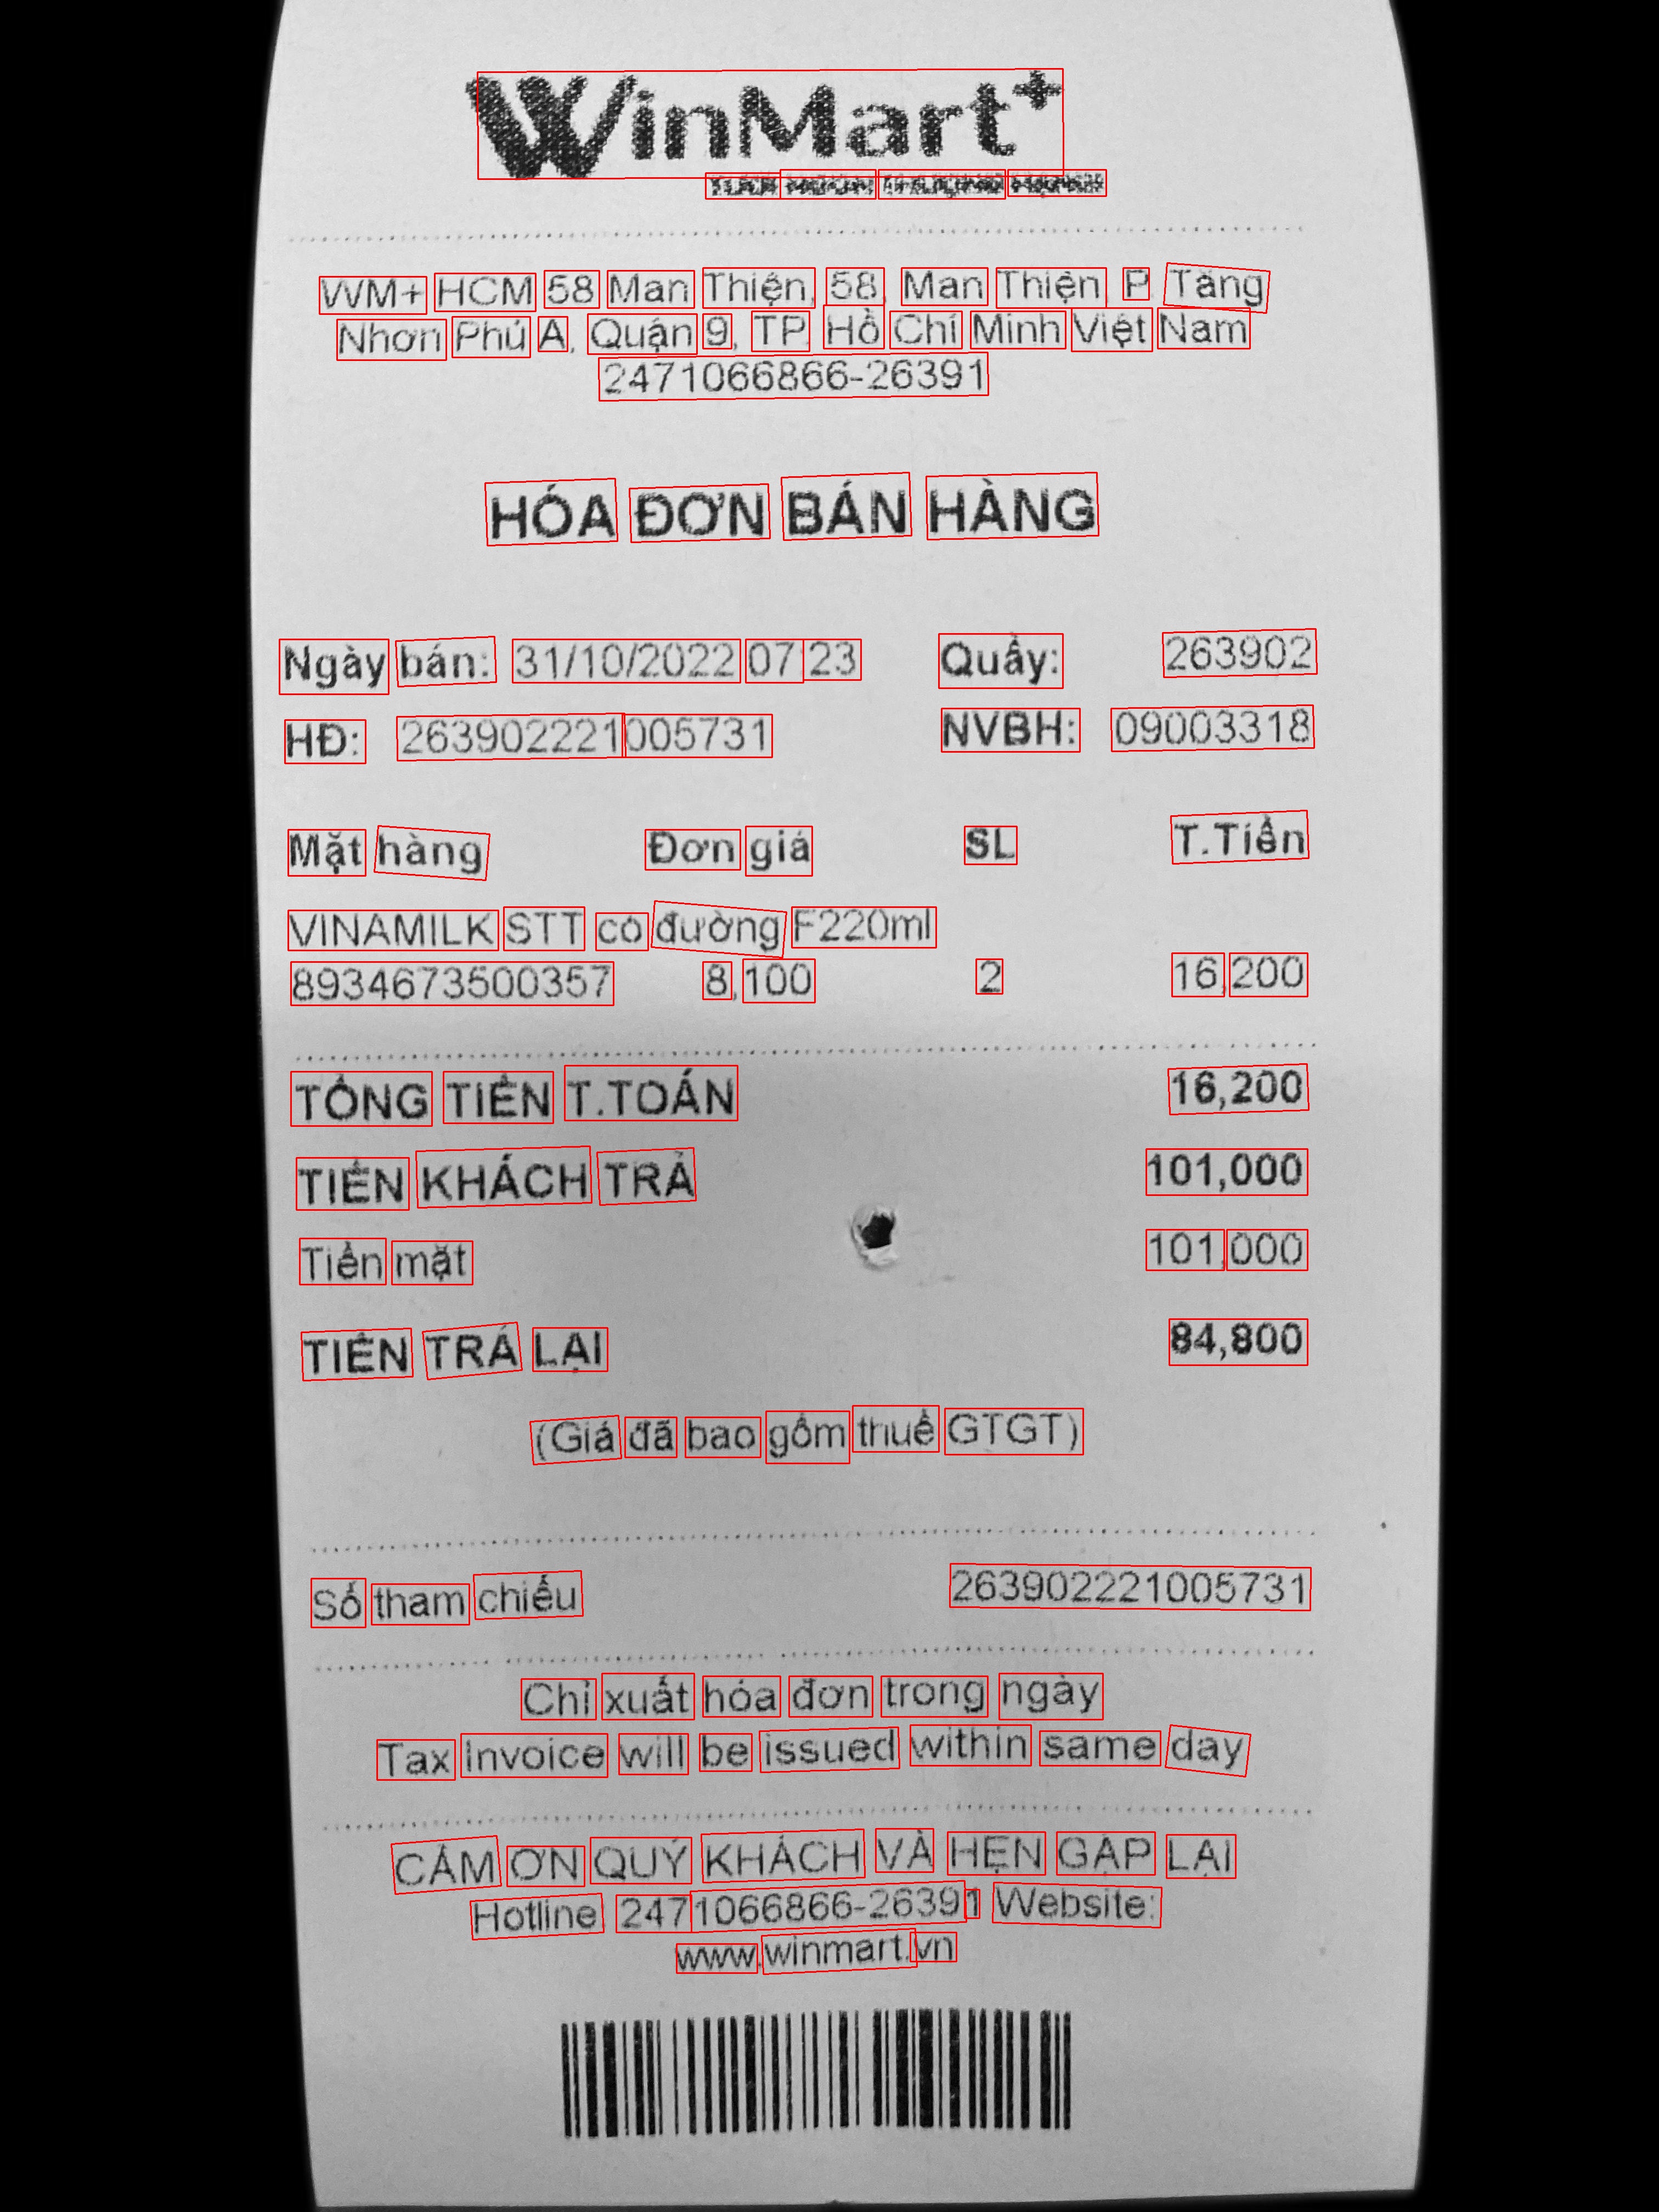 WinMart+
WM+ HCM 58 Man Thiện, 58, Man Thiện, P. Tăng
Nhơn Phú A, Quận 9, TP. Hồ Chí Minh Việt Nam
2471066866-26391
HÓA ĐƠN BÁN HÀNG
Ngày bán: 31/10/2022 07:23 Quầy: 263902
HĐ: 263902221005731 NVBH: 09003318
Mặt hàng Đơn giá SL T.Tiền
VINAMILK STT có đường F220ml
8934673500357 8,100 2 16,200
TỔNG TIỀN T.TOÁN 16,200
TIỀN KHÁCH TRẢ 101,000
Tiền mặt 101,000
TIỀN TRẢ LẠI 84,800
(Giá đã bao gồm thuế GTGT)
Số tham chiếu 263902221005731
Chỉ xuất hóa đơn trong ngày
Tax invoice will be issued within same day
CẢM ƠN QUÝ KHÁCH VÀ HẸN GẶP LẠI
Hotline 2471066866-26391 Website:
www.winmart.vn